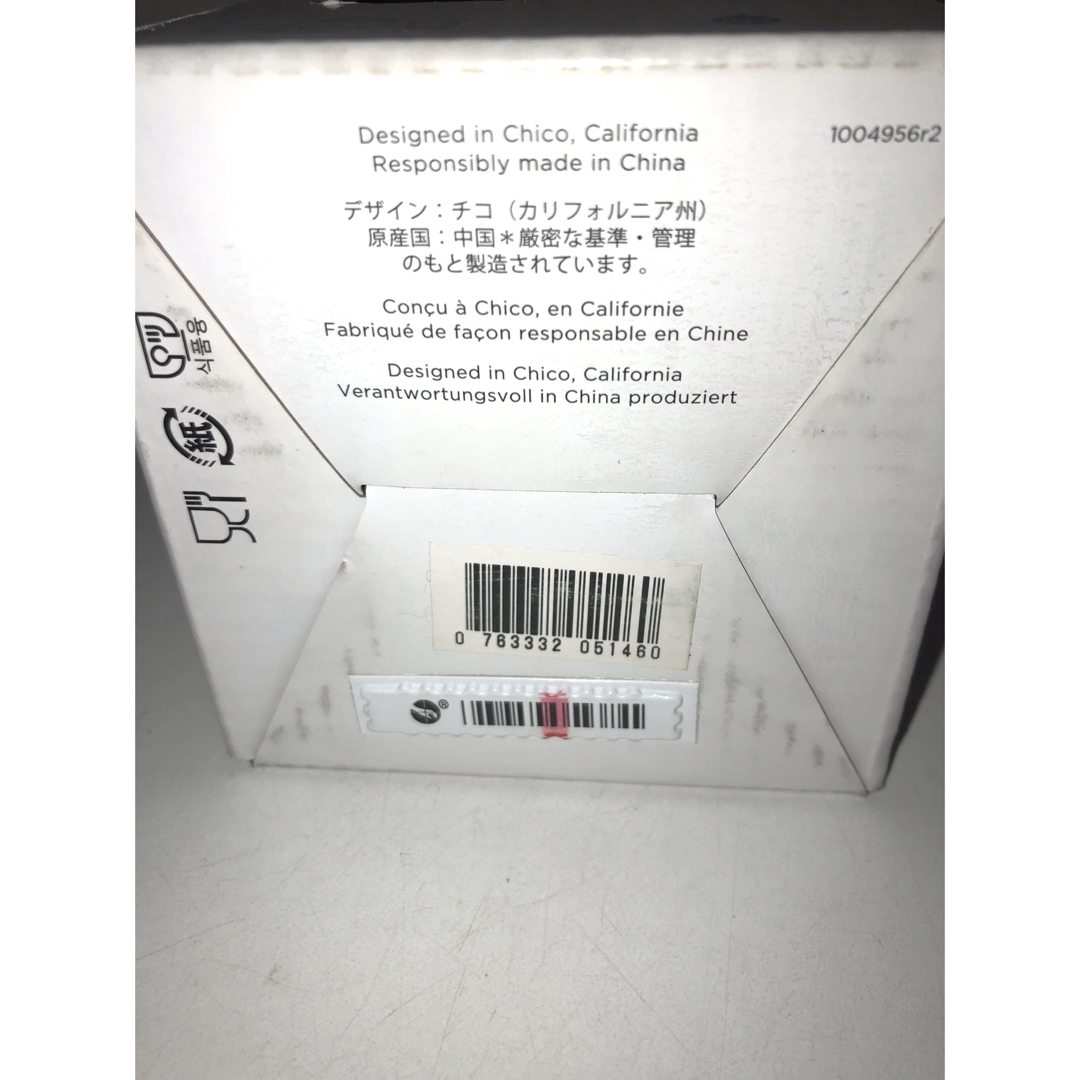 Designed in Chico, California
Responsibly made in China
1004956r2
デザイン：チコ（カリフォルニア州）
原産国：中国＊厳密な基準・管理
のもと製造されています。
Conçu à Chico, en Californie
Fabriqué de façon responsable en Chine
Designed in Chico, California
Verantwortungsvoll in China produziert
식품용
紙
0 763332 051460
®